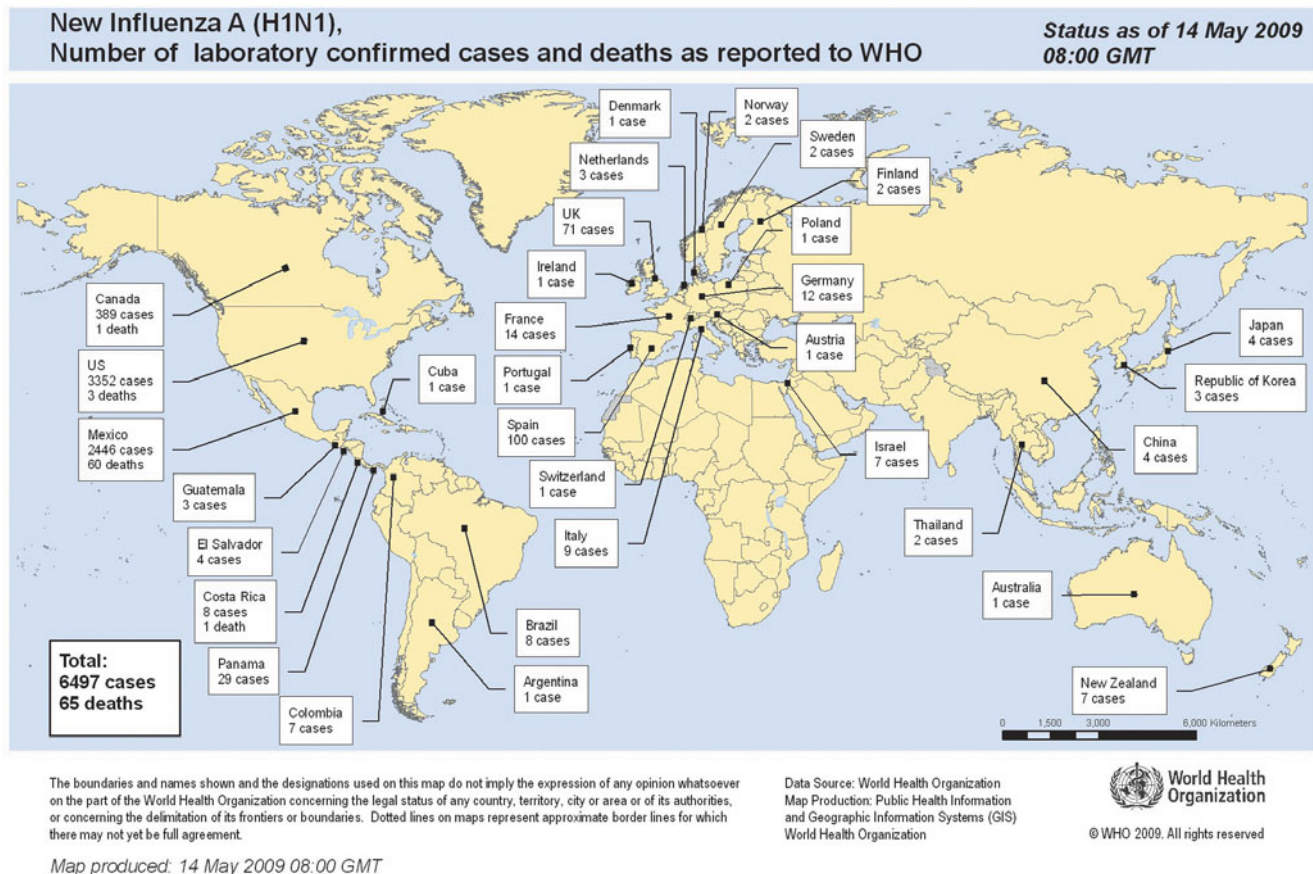 New Influenza A (H1N1),
Number of laboratory confirmed cases and deaths as reported to WHO
Status as of 14 May 2009
08:00 GMT
Denmark
1 case
Norway
2 cases
Sweden
2 cases
Netherlands
3 cases
Finland
2 cases
UK
71 cases
Poland
1 case
Ireland
1 case
Germany
12 cases
Canada
389 cases
1 death
France
14 cases
Austria
1 case
Japan
4 cases
US
3352 cases
3 deaths
Cuba
1 case
Portugal
1 case
Republic of Korea
3 cases
Mexico
2446 cases
60 deaths
Spain
100 cases
Israel
7 cases
China
4 cases
Guatemala
3 cases
Switzerland
1 case
Thailand
2 cases
El Salvador
4 cases
Italy
9 cases
Costa Rica
8 cases
1 death
Australia
1 case
Brazil
8 cases
Panama
29 cases
Argentina
1 case
New Zealand
7 cases
Colombia
7 cases
Total:
6497 cases
65 deaths
0 1,500 3,000 6,000 Kilometers
The boundaries and names shown and the designations used on this map do not imply the expression of any opinion whatsoever
on the part of the World Health Organization concerning the legal status of any country, territory, city or area or of its authorities,
or concerning the delimitation of its frontiers or boundaries. Dotted lines on maps represent approximate border lines for which
there may not yet be full agreement.
Data Source: World Health Organization
Map Production: Public Health Information
and Geographic Information Systems (GIS)
World Health Organization
World Health
Organization
© WHO 2009. All rights reserved
Map produced: 14 May 2009 08:00 GMT